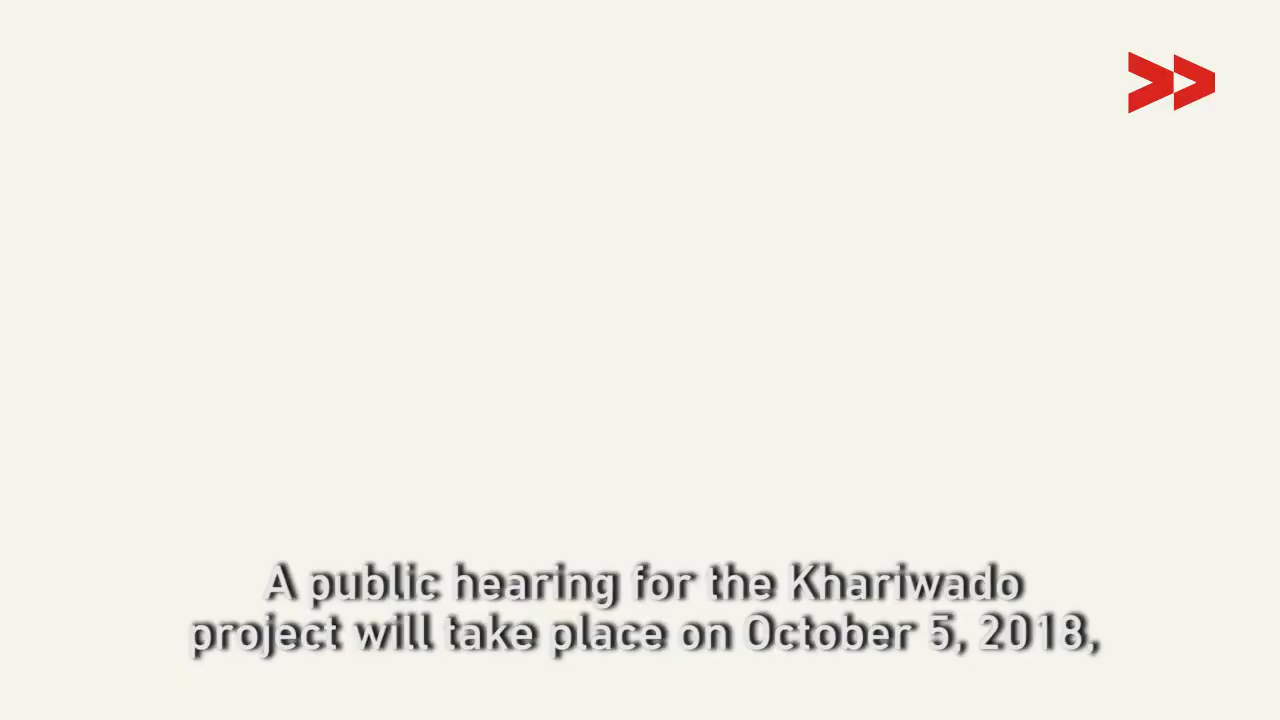 A public hearing for the Khariwado
project will take place on October 5, 2018,